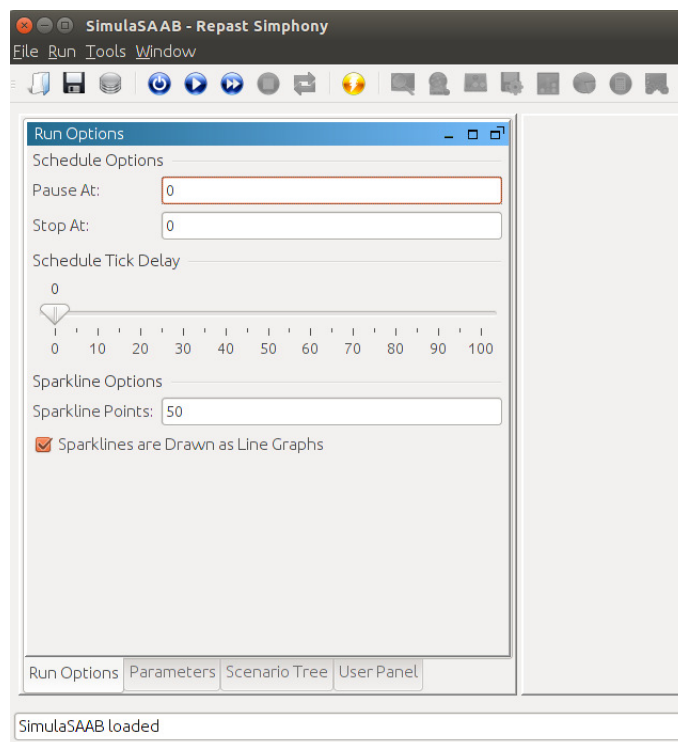 SimulaSAAB - Repast Simphony
File Run Tools Window
Run Options
Schedule Options
Pause At: 0
Stop At: 0
Schedule Tick Delay
0
0 10 20 30 40 50 60 70 80 90 100
Sparkline Options
Sparkline Points: 50
Sparklines are Drawn as Line Graphs
Run Options Parameters Scenario Tree User Panel
SimulaSAAB loaded